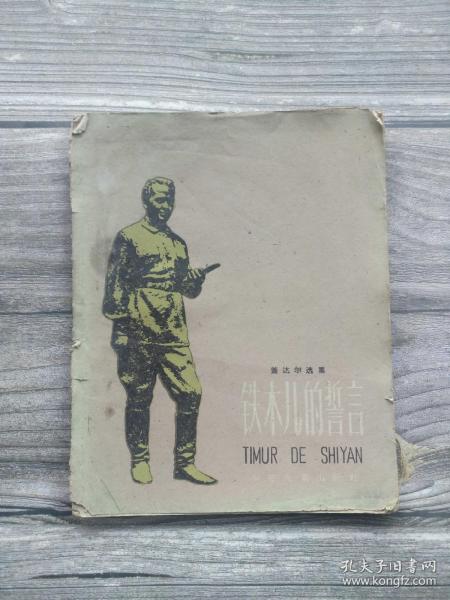 盖达尔选集
铁木儿的誓言
TIMUR DE SHIYAN
孔夫子旧书网
www.kongfz.com